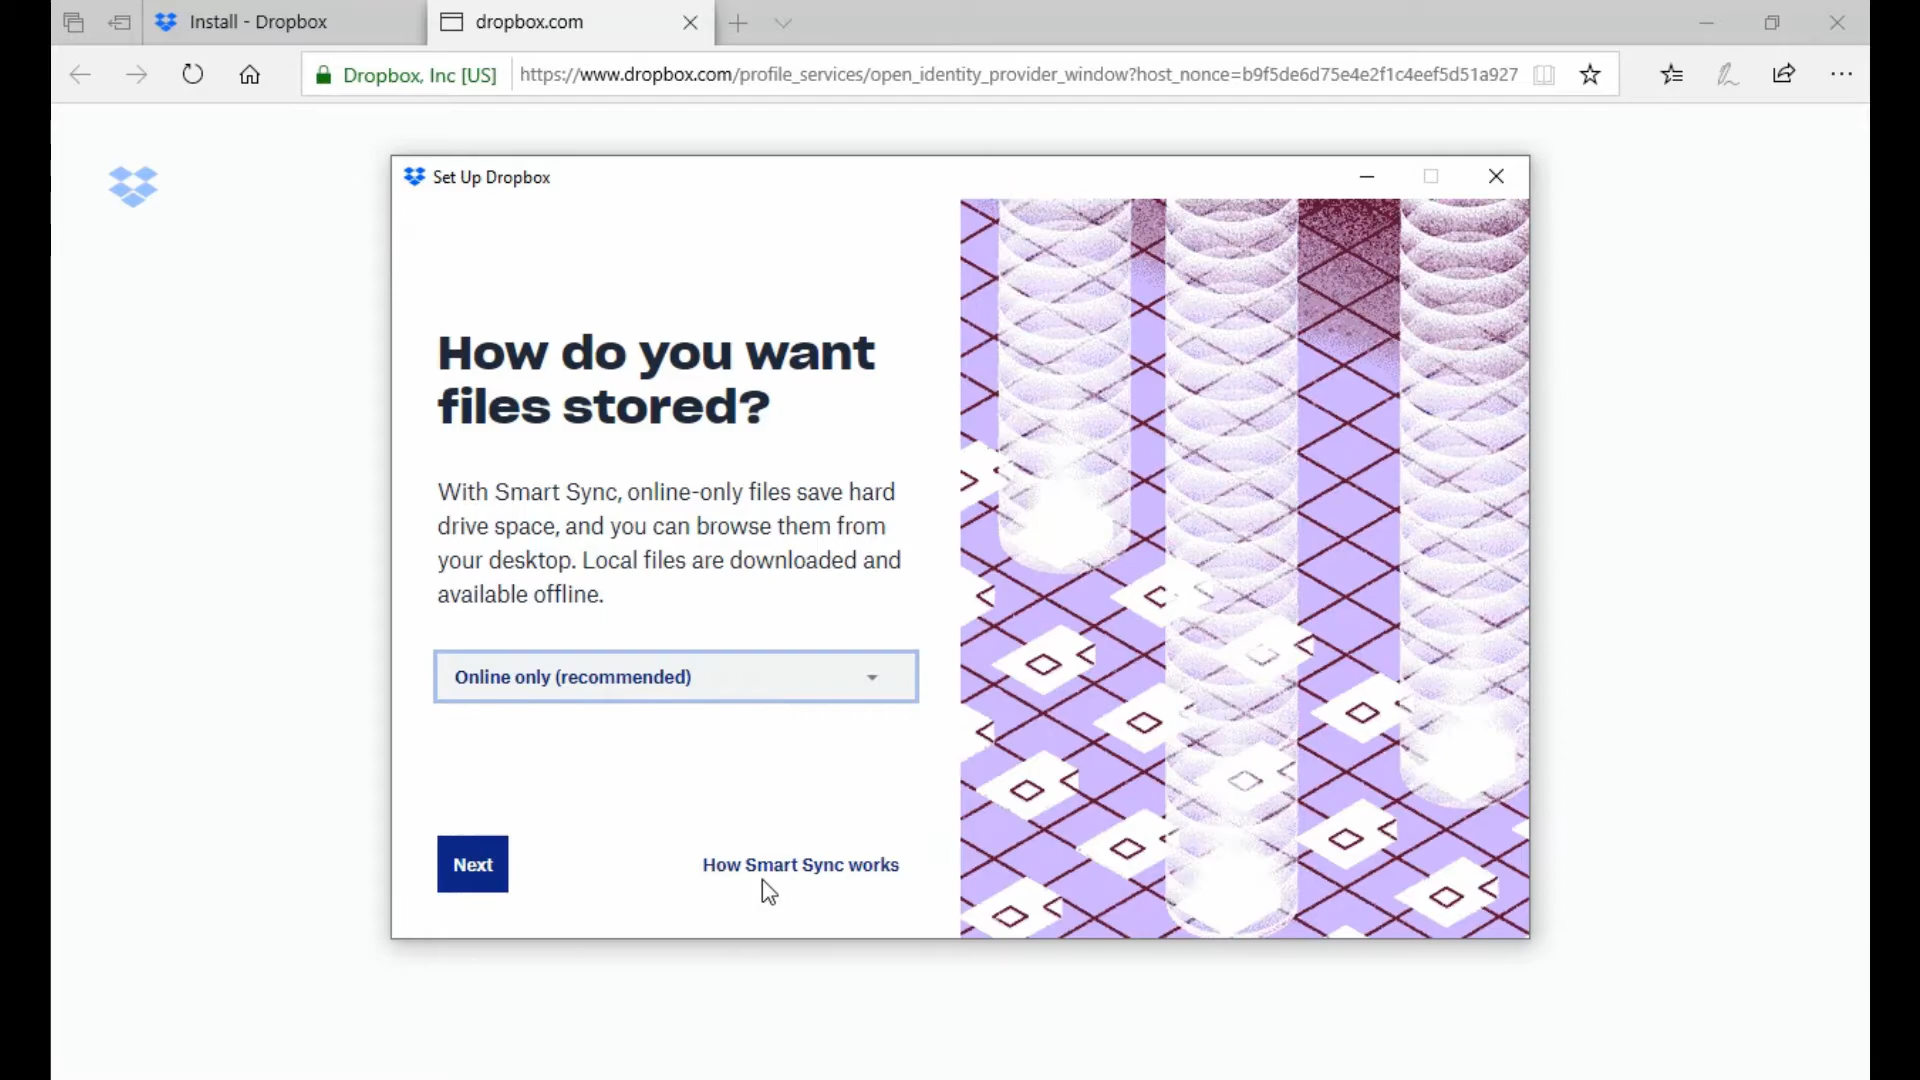 Install - Dropbox
dropbox.com
Dropbox, Inc [US]
https://www.dropbox.com/profile_services/open_identity_provider_window?host_nonce=b9f5de6d75e4e2f1c4eef5d51a927
Set Up Dropbox
How do you want
files stored?
With Smart Sync, online-only files save hard
drive space, and you can browse them from
your desktop. Local files are downloaded and
available offline.
Online only (recommended)
Next
How Smart Sync works